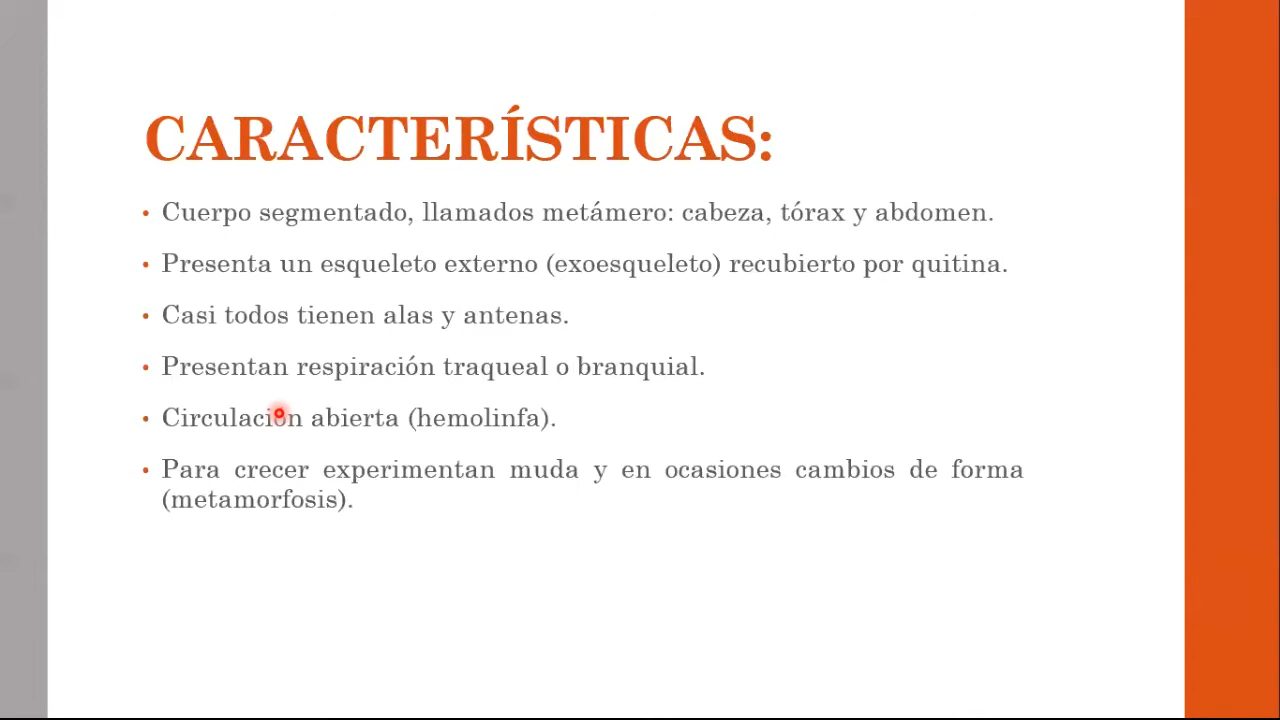 CARACTERÍSTICAS:
• Cuerpo segmentado, llamados metámero: cabeza, tórax y abdomen.
• Presenta un esqueleto externo (exoesqueleto) recubierto por quitina.
• Casi todos tienen alas y antenas.
• Presentan respiración traqueal o branquial.
• Circulación abierta (hemolinfa).
• Para crecer experimentan muda y en ocasiones cambios de forma
(metamorfosis).